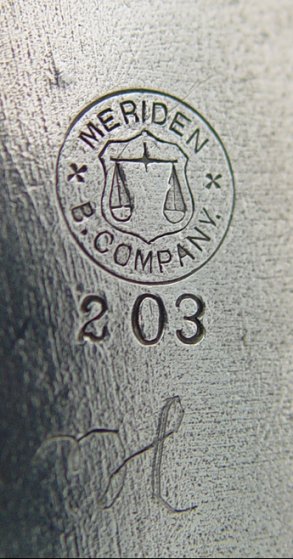 MERIDEN
B. COMPANY.
203